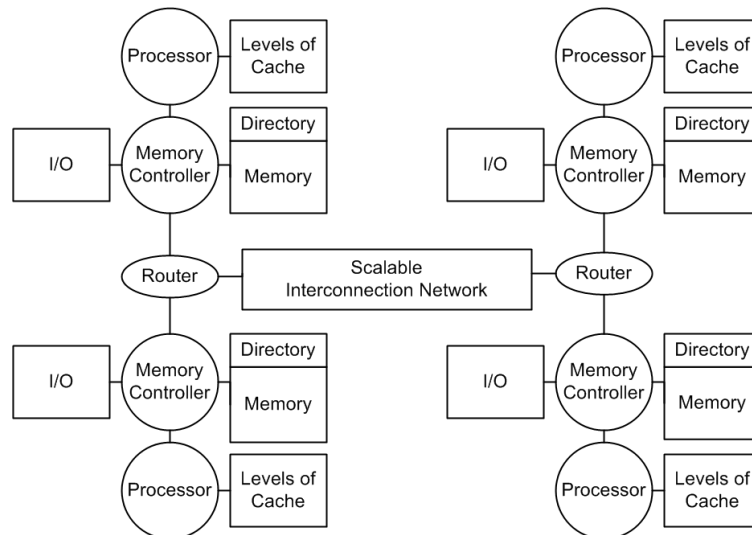 Processor
Levels of
Cache
Processor
Levels of
Cache
I/O
Memory
Controller
Directory
Memory
I/O
Memory
Controller
Directory
Memory
Router
Scalable
Interconnection Network
Router
I/O
Memory
Controller
Directory
Memory
I/O
Memory
Controller
Directory
Memory
Processor
Levels of
Cache
Processor
Levels of
Cache